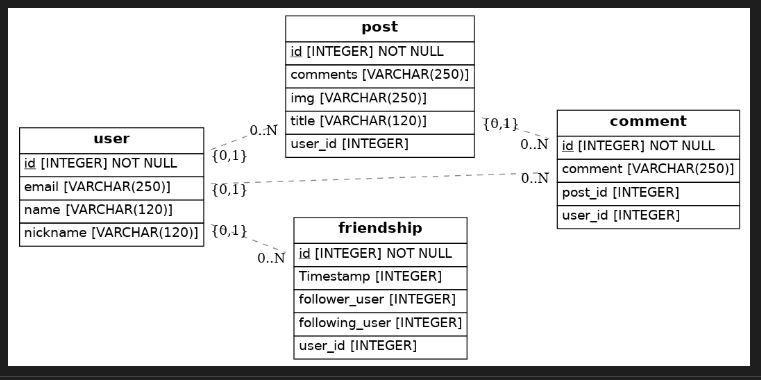 post
id [INTEGER] NOT NULL
comments [VARCHAR(250)]
img [VARCHAR(250)]
title [VARCHAR(120)]
user_id [INTEGER]
user
id [INTEGER] NOT NULL
email [VARCHAR(250)]
name [VARCHAR(120)]
nickname [VARCHAR(120)]
comment
id [INTEGER] NOT NULL
comment [VARCHAR(250)]
post_id [INTEGER]
user_id [INTEGER]
friendship
id [INTEGER] NOT NULL
Timestamp [INTEGER]
follower_user [INTEGER]
following_user [INTEGER]
user_id [INTEGER]
0..N
{0,1}
{0,1}
0..N
{0,1}
0..N
{0,1}
0..N